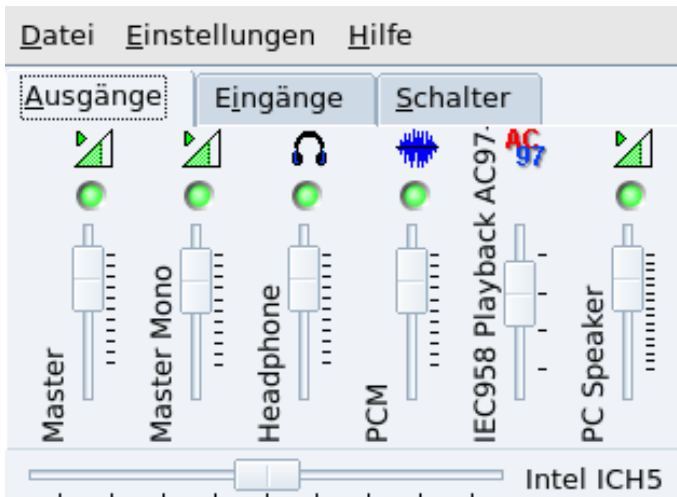 Datei Einstellungen Hilfe
Ausgänge Eingänge Schalter
AC
97
Master
Master Mono
Headphone
PCM
IEC958 Playback AC97-
PC Speaker
Intel ICH5